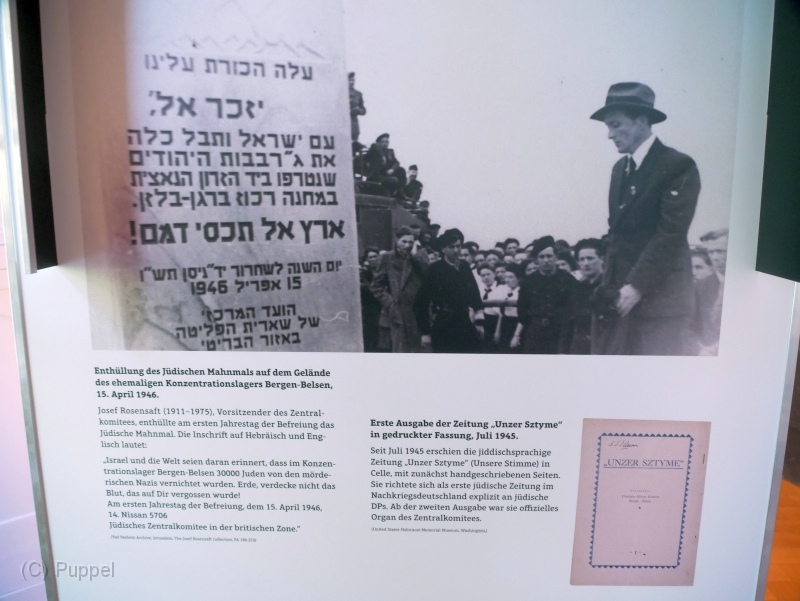 עלה הכורת עלינו
יזכר אל,
עם ישראל ותבל כלה
את ג"רבבות היהודים
שנטרפו ביד הזדון הנאצית
במחנה רכוז ברגן-בלזן.
ארץ אל תכסי דמם!
יום השנה לשחרור יד"ניסן תש"ו
15 אפריל 1946
הועד המרכזי
של שארית הפליטה
באזור הבריטי
Enthüllung des Jüdischen Mahnmals auf dem Gelände
des ehemaligen Konzentrationslagers Bergen-Belsen,
15. April 1946.
Josef Rosensaft (1911–1975), Vorsitzender des Zentral-
komitees, enthüllte am ersten Jahrestag der Befreiung das
Jüdische Mahnmal. Die Inschrift auf Hebräisch und Eng-
lisch lautet:
„Israel und die Welt seien daran erinnert, dass im Konzen-
trationslager Bergen-Belsen 30000 Juden von den mörde-
rischen Nazis vernichtet wurden. Erde, verdecke nicht das
Blut, das auf Dir vergossen wurde!
Am ersten Jahrestag der Befreiung, dem 15. April 1946,
14. Nissan 5706
Jüdisches Zentralkomitee in der britischen Zone."
(Yad Vashem Archive, Jerusalem, The Josef Rosensaft Collection,
Erste Ausgabe der Zeitung „Unzer Sztyme"
in gedruckter Fassung, Juli 1945.
Seit Juli 1945 erschien die jiddischsprachige
Zeitung „Unzer Sztyme" (Unsere Stimme) in
Celle, mit zunächst handgeschriebenen Seiten.
Sie richtete sich als erste jüdische Zeitung im
Nachkriegsdeutschland explizit an jüdische
DPs. Ab der zweiten Ausgabe war sie offizielles
Organ des Zentralkomitees.
(United States Holocaust Memorial Museum, Washington)
„UNZER SZTYME"
(C) Puppel